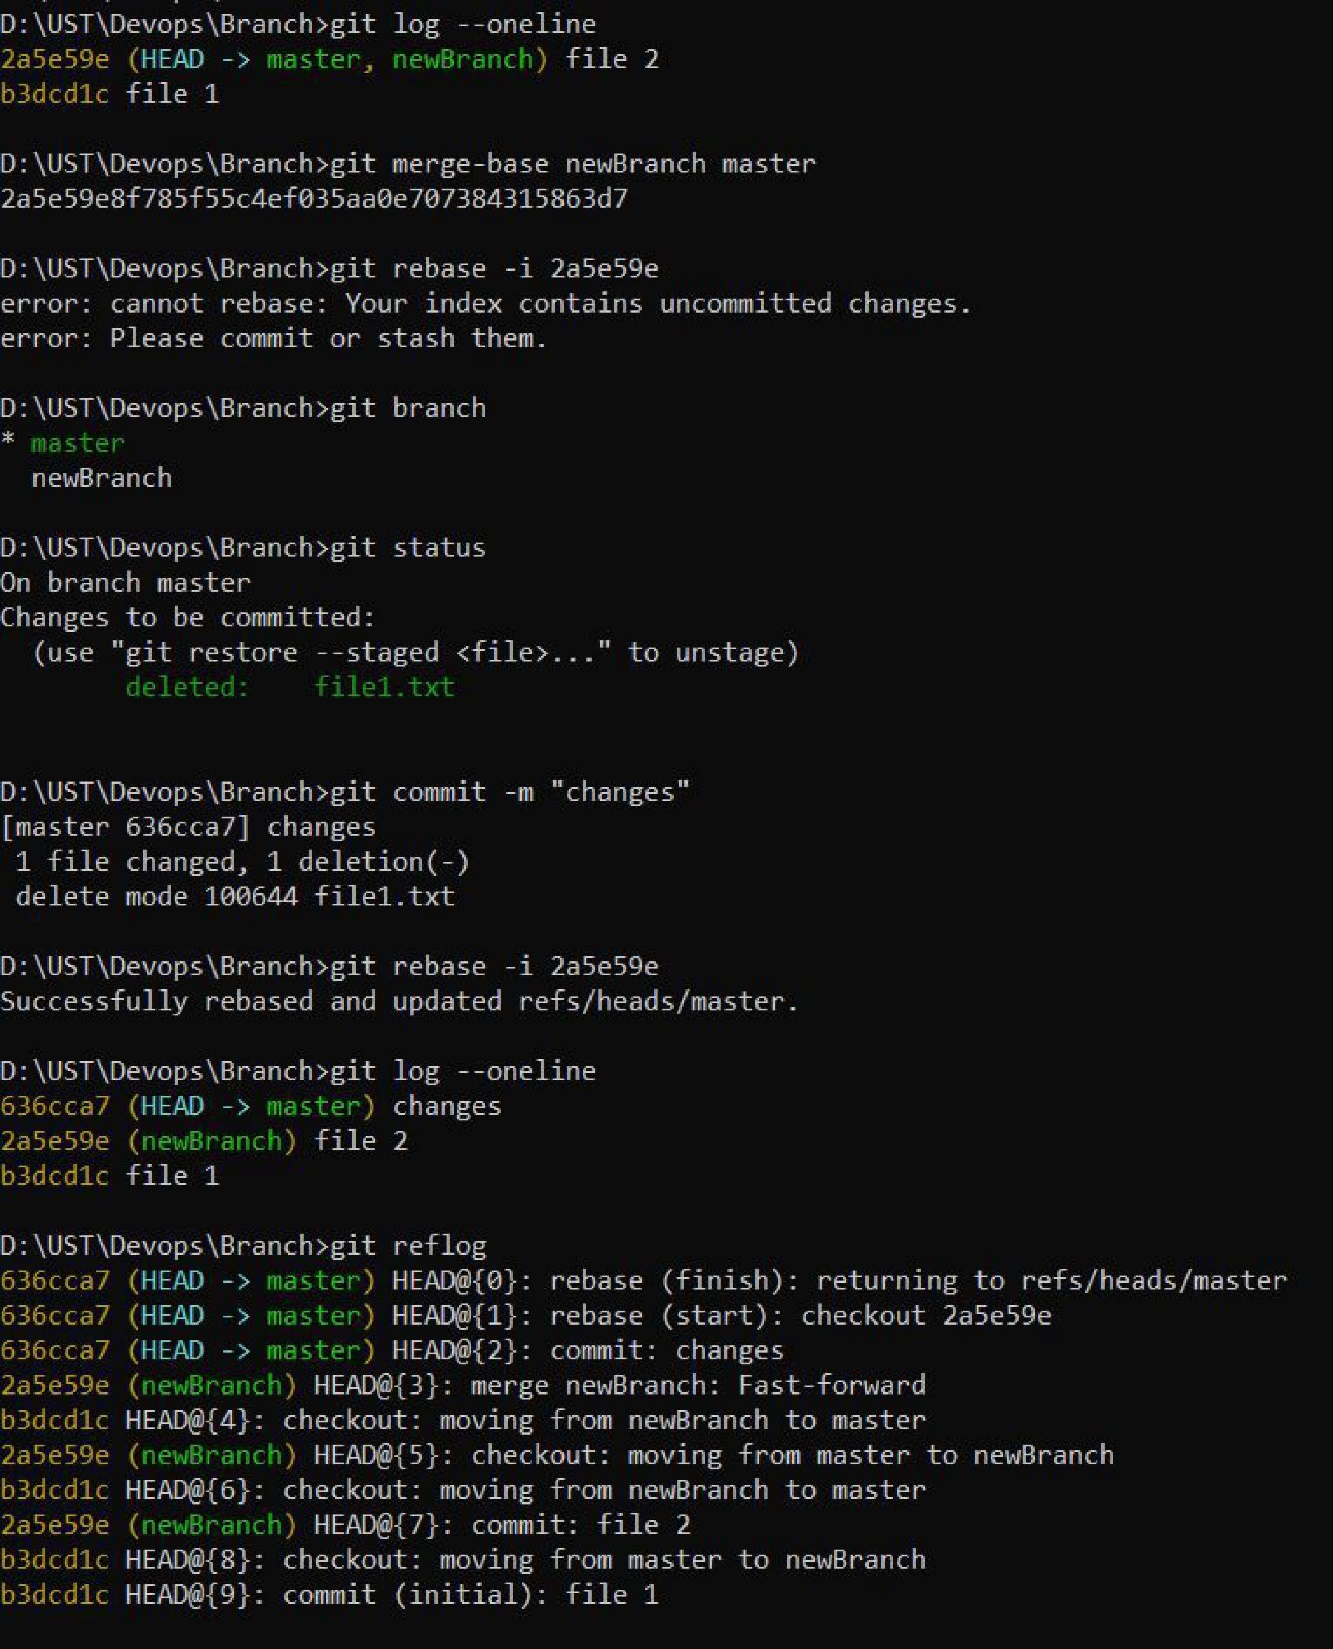 D:\UST\Devops\Branch>git log --oneline
2a5e59e (HEAD -> master, newBranch) file 2
b3dcd1c file 1
D:\UST\Devops\Branch>git merge-base newBranch master
2a5e59e8f785f55c4ef035aa0e707384315863d7
D:\UST\Devops\Branch>git rebase -i 2a5e59e
error: cannot rebase: Your index contains uncommitted changes.
error: Please commit or stash them.
D:\UST\Devops\Branch>git branch
* master
  newBranch
D:\UST\Devops\Branch>git status
On branch master
Changes to be committed:
  (use "git restore --staged <file>..." to unstage)
        deleted:    file1.txt
D:\UST\Devops\Branch>git commit -m "changes"
[master 636cca7] changes
 1 file changed, 1 deletion(-)
 delete mode 100644 file1.txt
D:\UST\Devops\Branch>git rebase -i 2a5e59e
Successfully rebased and updated refs/heads/master.
D:\UST\Devops\Branch>git log --oneline
636cca7 (HEAD -> master) changes
2a5e59e (newBranch) file 2
b3dcd1c file 1
D:\UST\Devops\Branch>git reflog
636cca7 (HEAD -> master) HEAD@{0}: rebase (finish): returning to refs/heads/master
636cca7 (HEAD -> master) HEAD@{1}: rebase (start): checkout 2a5e59e
636cca7 (HEAD -> master) HEAD@{2}: commit: changes
2a5e59e (newBranch) HEAD@{3}: merge newBranch: Fast-forward
b3dcd1c HEAD@{4}: checkout: moving from newBranch to master
2a5e59e (newBranch) HEAD@{5}: checkout: moving from master to newBranch
b3dcd1c HEAD@{6}: checkout: moving from newBranch to master
2a5e59e (newBranch) HEAD@{7}: commit: file 2
b3dcd1c HEAD@{8}: checkout: moving from master to newBranch
b3dcd1c HEAD@{9}: commit (initial): file 1